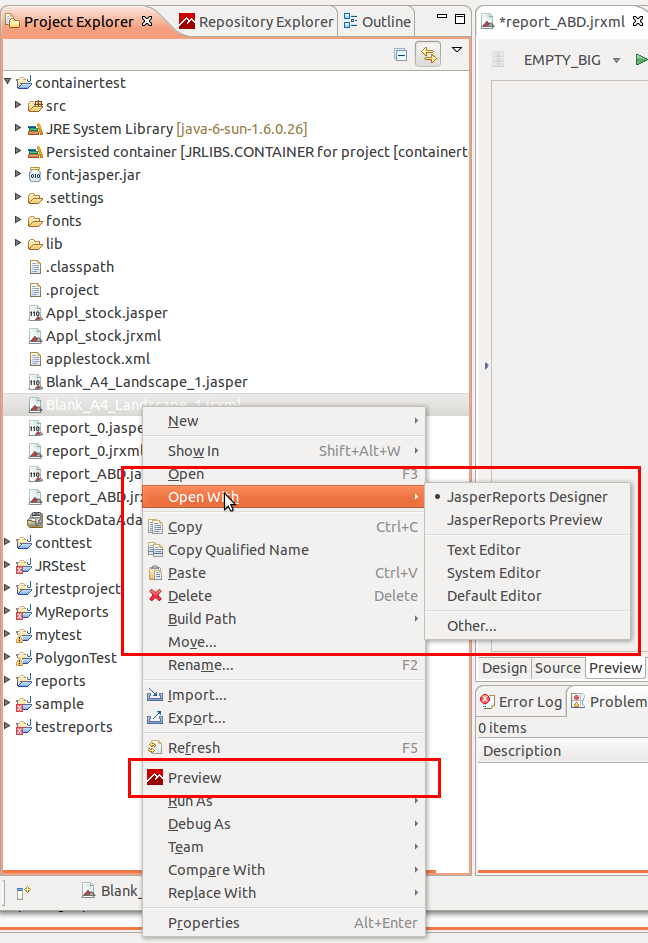 Project Explorer
Repository Explorer
Outline
*report_ABD.jrxml
EMPTY_BIG
containertest
src
JRE System Library [java-6-sun-1.6.0.26]
Persisted container [JRLIBS.CONTAINER for project [containert
font-jasper.jar
.settings
fonts
lib
.classpath
.project
Appl_stock.jasper
Appl_stock.jrxml
applestock.xml
Blank_A4_Landscape_1.jasper
Blank_A4_Landscape_1.jrxml
report_0.jaspe
report_0.jrxml
report_ABD.ja
report_ABD.jrx
StockDataAda
conttest
JRStest
jrtestproject
MyReports
mytest
PolygonTest
reports
sample
testreports
New
Show In Shift+Alt+W
Open F3
Open With
Copy Ctrl+C
Copy Qualified Name
Paste Ctrl+V
Delete Delete
Build Path
Move...
Rename... F2
Import...
Export...
Refresh F5
Preview
Run As
Debug As
Team
Compare With
Replace With
Properties Alt+Enter
JasperReports Designer
JasperReports Preview
Text Editor
System Editor
Default Editor
Other...
Design Source Preview
Error Log Problem
0 items
Description
Blank_